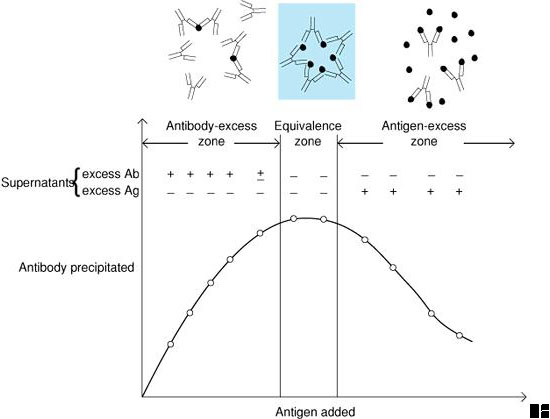 Antibody-excess zone
Equivalence zone
Antigen-excess zone
Supernatants { excess Ab + + + + ± – – – – – –
excess Ag – – – – – – – + + + +
Antibody precipitated
Antigen added